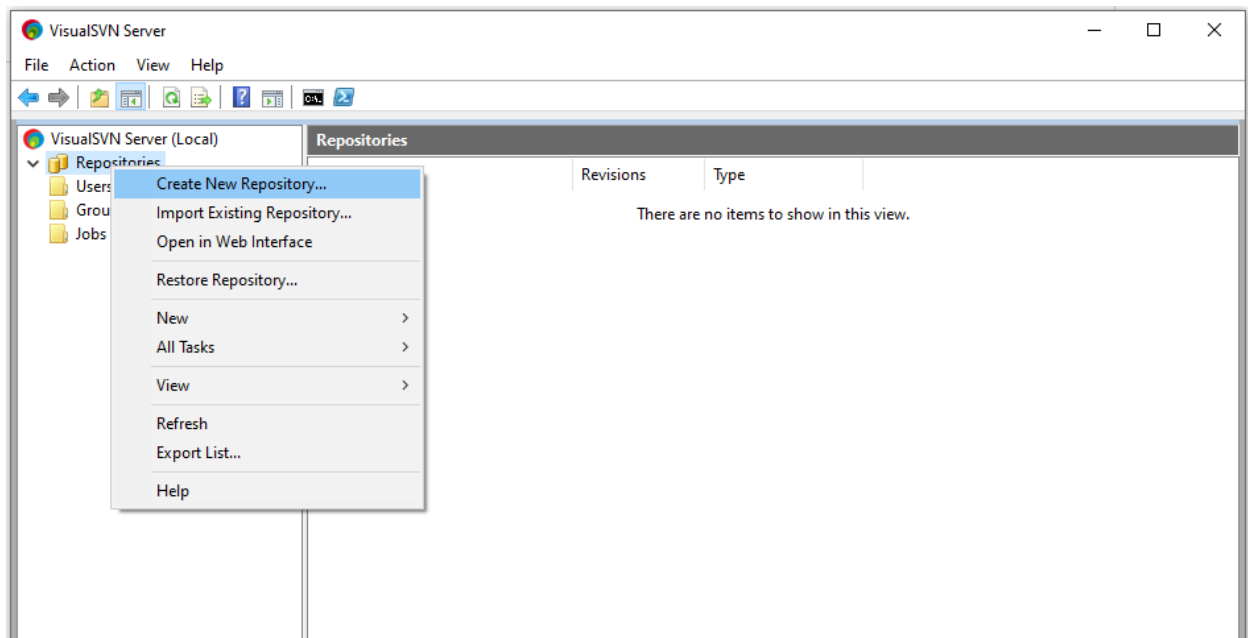 VisualSVN Server
File Action View Help
C:\.
VisualSVN Server (Local)
Repositories
Users
Grou
Jobs
Create New Repository...
Import Existing Repository...
Open in Web Interface
Restore Repository...
New
All Tasks
View
Refresh
Export List...
Help
Repositories
Revisions Type
There are no items to show in this view.